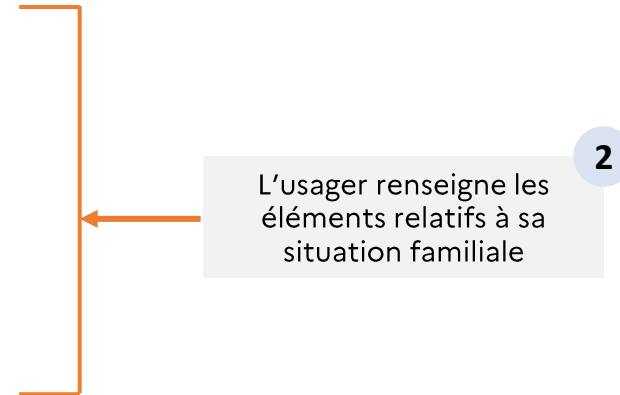 2
L’usager renseigne les
éléments relatifs à sa
situation familiale